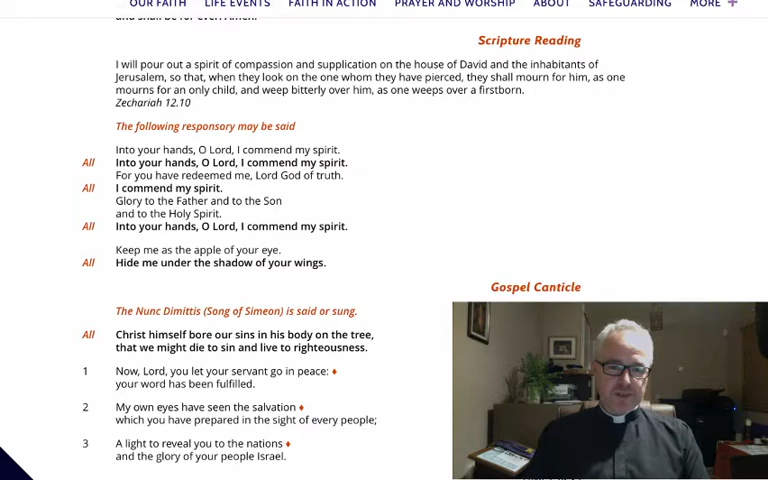 OUR FAITH LIFE EVENTS FAITH IN ACTION PRAYER AND WORSHIP ABOUT SAFEGUARDING MORE +
and shall be for ever. Amen.
Scripture Reading
I will pour out a spirit of compassion and supplication on the house of David and the inhabitants of
Jerusalem, so that, when they look on the one whom they have pierced, they shall mourn for him, as one
mourns for an only child, and weep bitterly over him, as one weeps over a firstborn.
Zechariah 12.10
The following responsory may be said
Into your hands, O Lord, I commend my spirit.
All Into your hands, O Lord, I commend my spirit.
For you have redeemed me, Lord God of truth.
All I commend my spirit.
Glory to the Father and to the Son
and to the Holy Spirit.
All Into your hands, O Lord, I commend my spirit.
Keep me as the apple of your eye.
All Hide me under the shadow of your wings.
Gospel Canticle
The Nunc Dimittis (Song of Simeon) is said or sung.
All Christ himself bore our sins in his body on the tree,
that we might die to sin and live to righteousness.
1 Now, Lord, you let your servant go in peace: ♦
your word has been fulfilled.
2 My own eyes have seen the salvation ♦
which you have prepared in the sight of every people;
3 A light to reveal you to the nations ♦
and the glory of your people Israel.